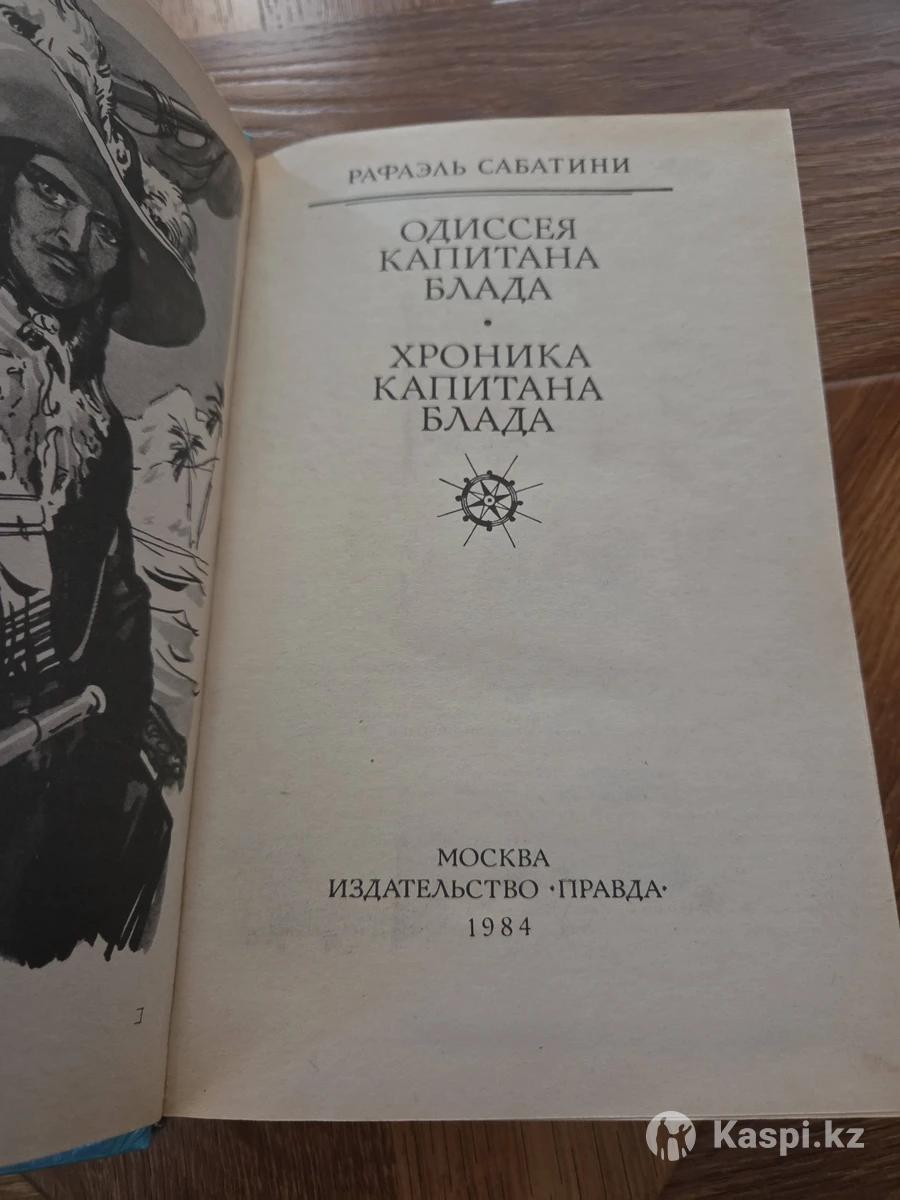 РАФАЭЛЬ САБАТИНИ
ОДИССЕЯ
КАПИТАНА
БЛАДА
•
ХРОНИКА
КАПИТАНА
БЛАДА
МОСКВА
ИЗДАТЕЛЬСТВО «ПРАВДА»
1984
Kaspi.kz